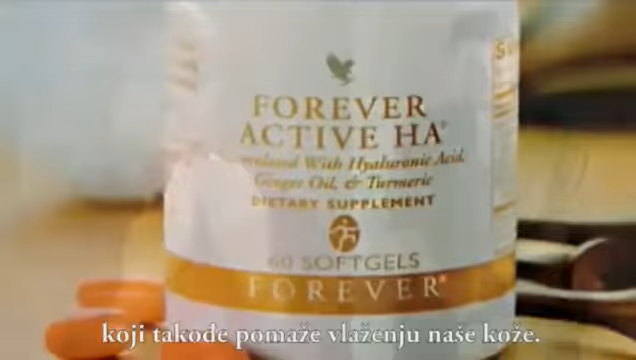 FOREVER
ACTIVE HA®
With Hyaluronic Acid,
Ginger Oil, & Turmeric
DIETARY SUPPLEMENT
60 SOFTGELS
FOREVER®
koji takođe pomaže vlaženju naše kože.